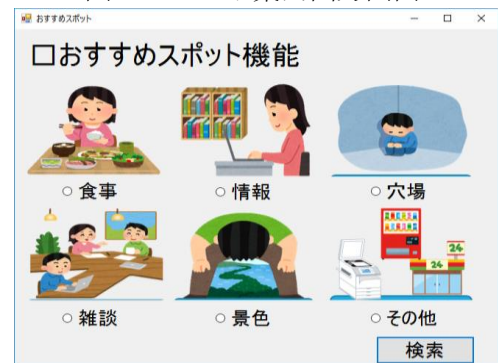 おすすめスポット
□おすすめスポット機能
食事
情報
穴場
24
24
雑談
景色
その他
検索